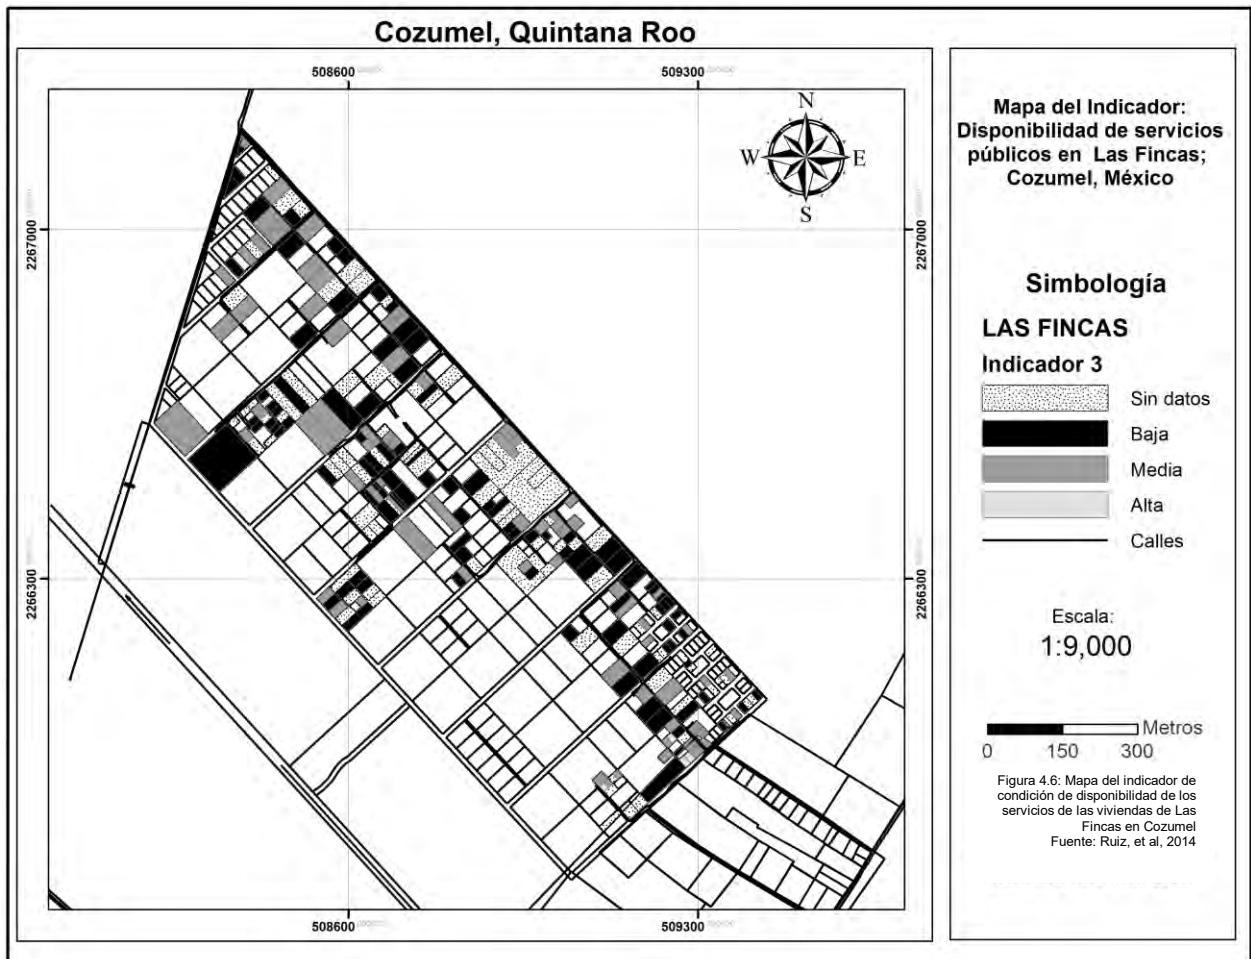 Cozumel, Quintana Roo
508600
509300
N
W
E
S
2267000
2267000
2266300
2266300
508600
509300
Mapa del Indicador:
Disponibilidad de servicios
públicos en Las Fincas;
Cozumel, México
Simbología
LAS FINCAS
Indicador 3
Sin datos
Baja
Media
Alta
Calles
Escala:
1:9,000
Metros
0 150 300
Figura 4.6: Mapa del indicador de
condición de disponibilidad de los
servicios de las viviendas de Las
Fincas en Cozumel
Fuente: Ruiz, et al, 2014